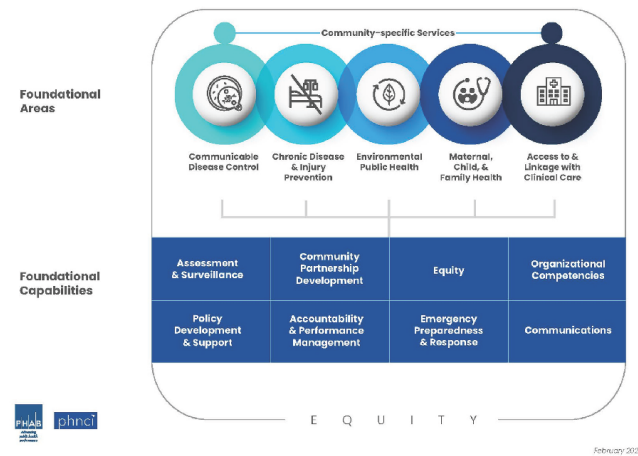 Community-specific Services
Foundational
Areas
Communicable
Disease Control
Chronic Disease
& Injury
Prevention
Environmental
Public Health
Maternal,
Child, &
Family Health
Access to &
Linkage with
Clinical Care
Foundational
Capabilities
Assessment
& Surveillance
Community
Partnership
Development
Equity
Organizational
Competencies
Policy
Development
& Support
Accountability
& Performance
Management
Emergency
Preparedness
& Response
Communications
EQUITY
PHAB
phnci
February